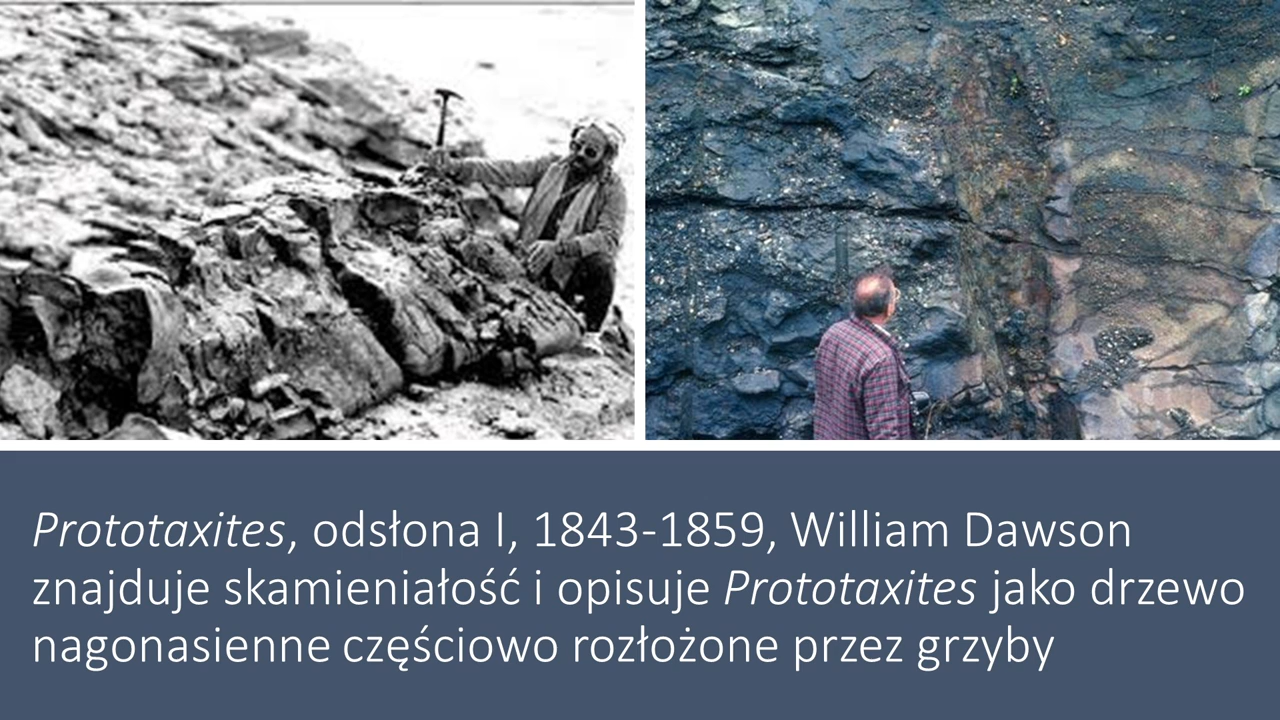 Prototaxites, odsłona I, 1843-1859, William Dawson
znajduje skamieniałość i opisuje Prototaxites jako drzewo
nagonasienne częściowo rozłożone przez grzyby